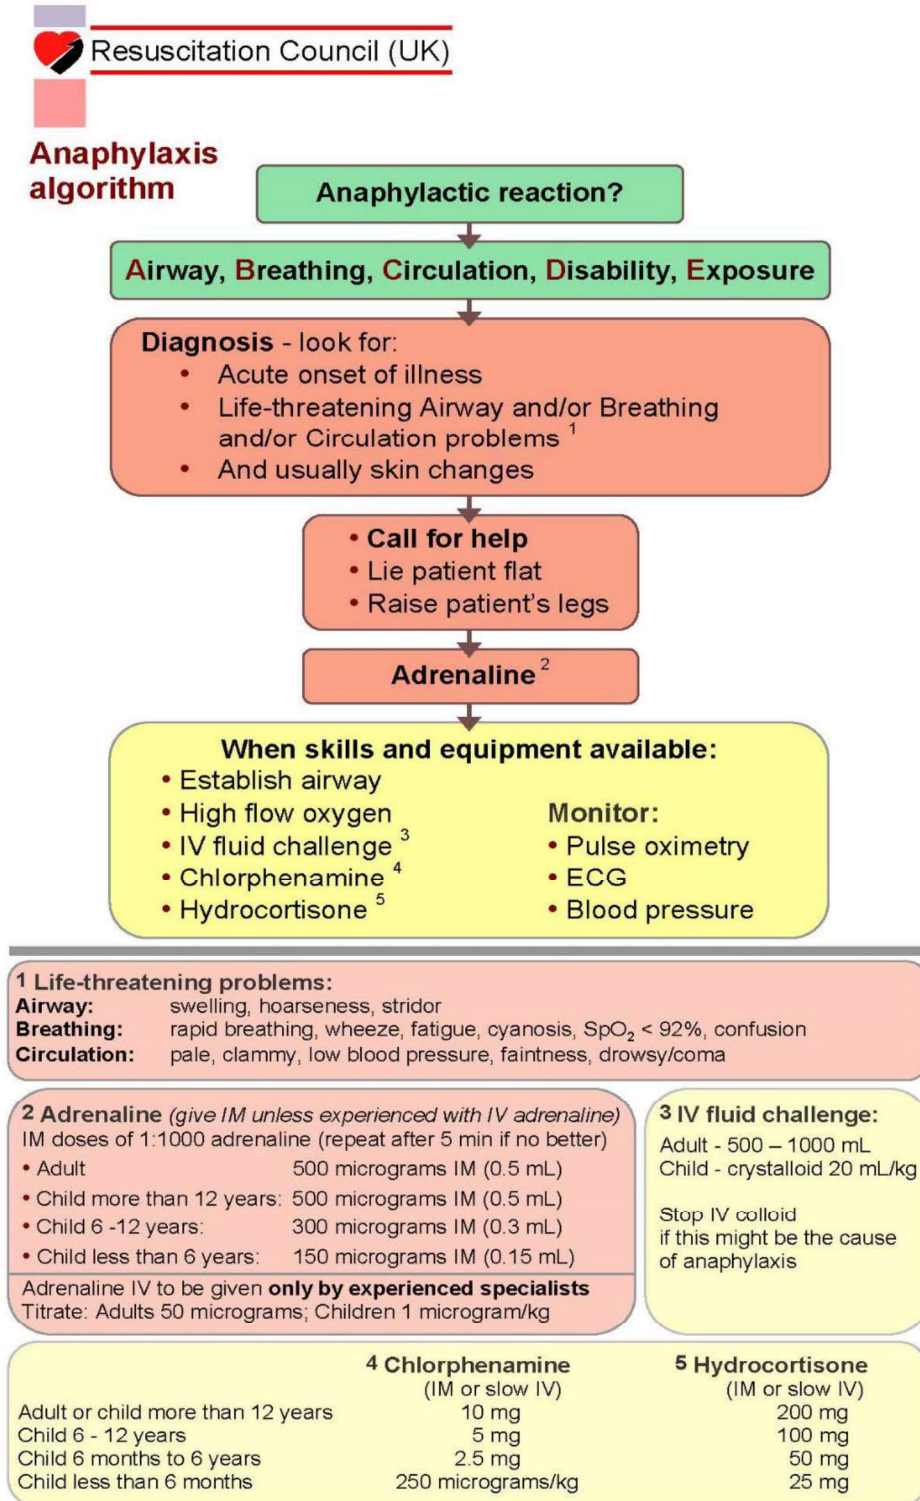 Resuscitation Council (UK)
Anaphylaxis
algorithm
Anaphylactic reaction?
Airway, Breathing, Circulation, Disability, Exposure
Diagnosis - look for:
• Acute onset of illness
• Life-threatening Airway and/or Breathing
and/or Circulation problems 1
• And usually skin changes
• Call for help
• Lie patient flat
• Raise patient's legs
Adrenaline 2
When skills and equipment available:
• Establish airway
• High flow oxygen
• IV fluid challenge 3
• Chlorphenamine 4
• Hydrocortisone 5
Monitor:
• Pulse oximetry
• ECG
• Blood pressure
1 Life-threatening problems:
Airway: swelling, hoarseness, stridor
Breathing: rapid breathing, wheeze, fatigue, cyanosis, SpO2 < 92%, confusion
Circulation: pale, clammy, low blood pressure, faintness, drowsy/coma
2 Adrenaline (give IM unless experienced with IV adrenaline)
IM doses of 1:1000 adrenaline (repeat after 5 min if no better)
• Adult 500 micrograms IM (0.5 mL)
• Child more than 12 years: 500 micrograms IM (0.5 mL)
• Child 6 -12 years: 300 micrograms IM (0.3 mL)
• Child less than 6 years: 150 micrograms IM (0.15 mL)
Adrenaline IV to be given only by experienced specialists
Titrate: Adults 50 micrograms; Children 1 microgram/kg
3 IV fluid challenge:
Adult - 500 – 1000 mL
Child - crystalloid 20 mL/kg
Stop IV colloid
if this might be the cause
of anaphylaxis
4 Chlorphenamine 5 Hydrocortisone
(IM or slow IV) (IM or slow IV)
Adult or child more than 12 years 10 mg 200 mg
Child 6 - 12 years 5 mg 100 mg
Child 6 months to 6 years 2.5 mg 50 mg
Child less than 6 months 250 micrograms/kg 25 mg